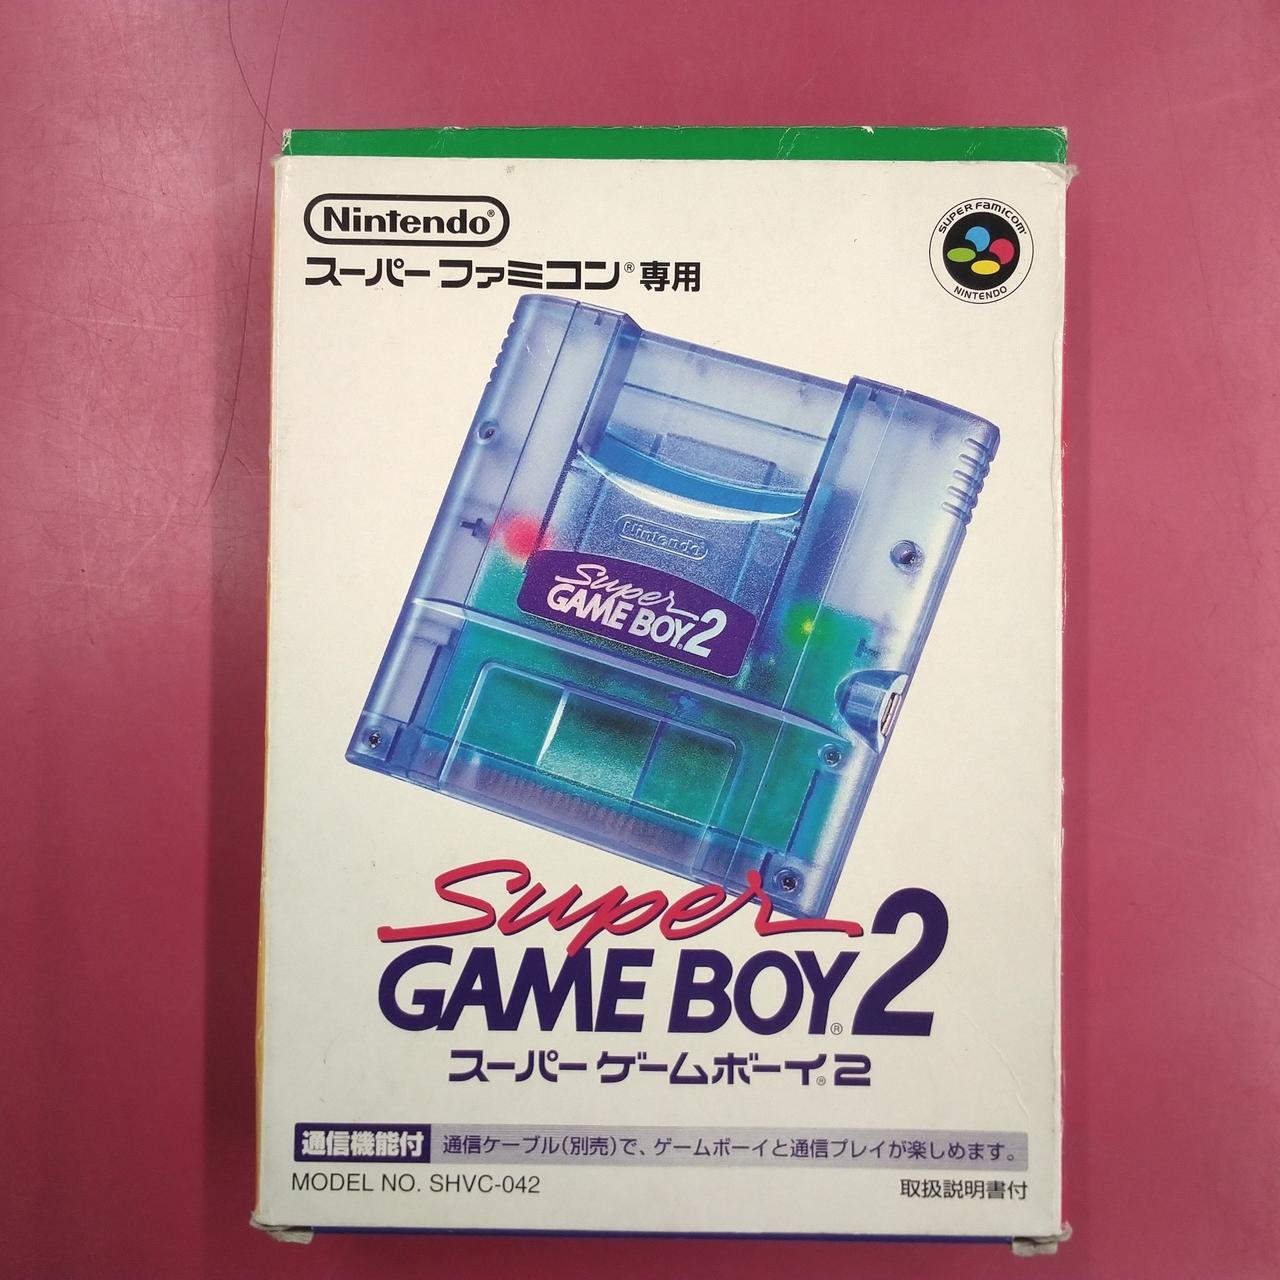 Nintendo®
スーパーファミコン®専用
SUPER FAMICOM
NINTENDO
Nintendo
Super
GAME BOY®2
Super
GAME BOY®2
スーパーゲームボーイ®2
通信機能付 通信ケーブル(別売)で、ゲームボーイと通信プレイが楽しめます。
MODEL NO. SHVC-042
取扱説明書付